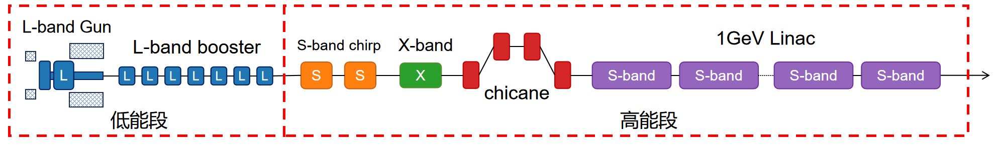 L-band Gun
L-band booster
S-band chirp
X-band
1GeV Linac
L
L L L L L L L
S S
X
S-band S-band S-band S-band
chicane
低能段
高能段